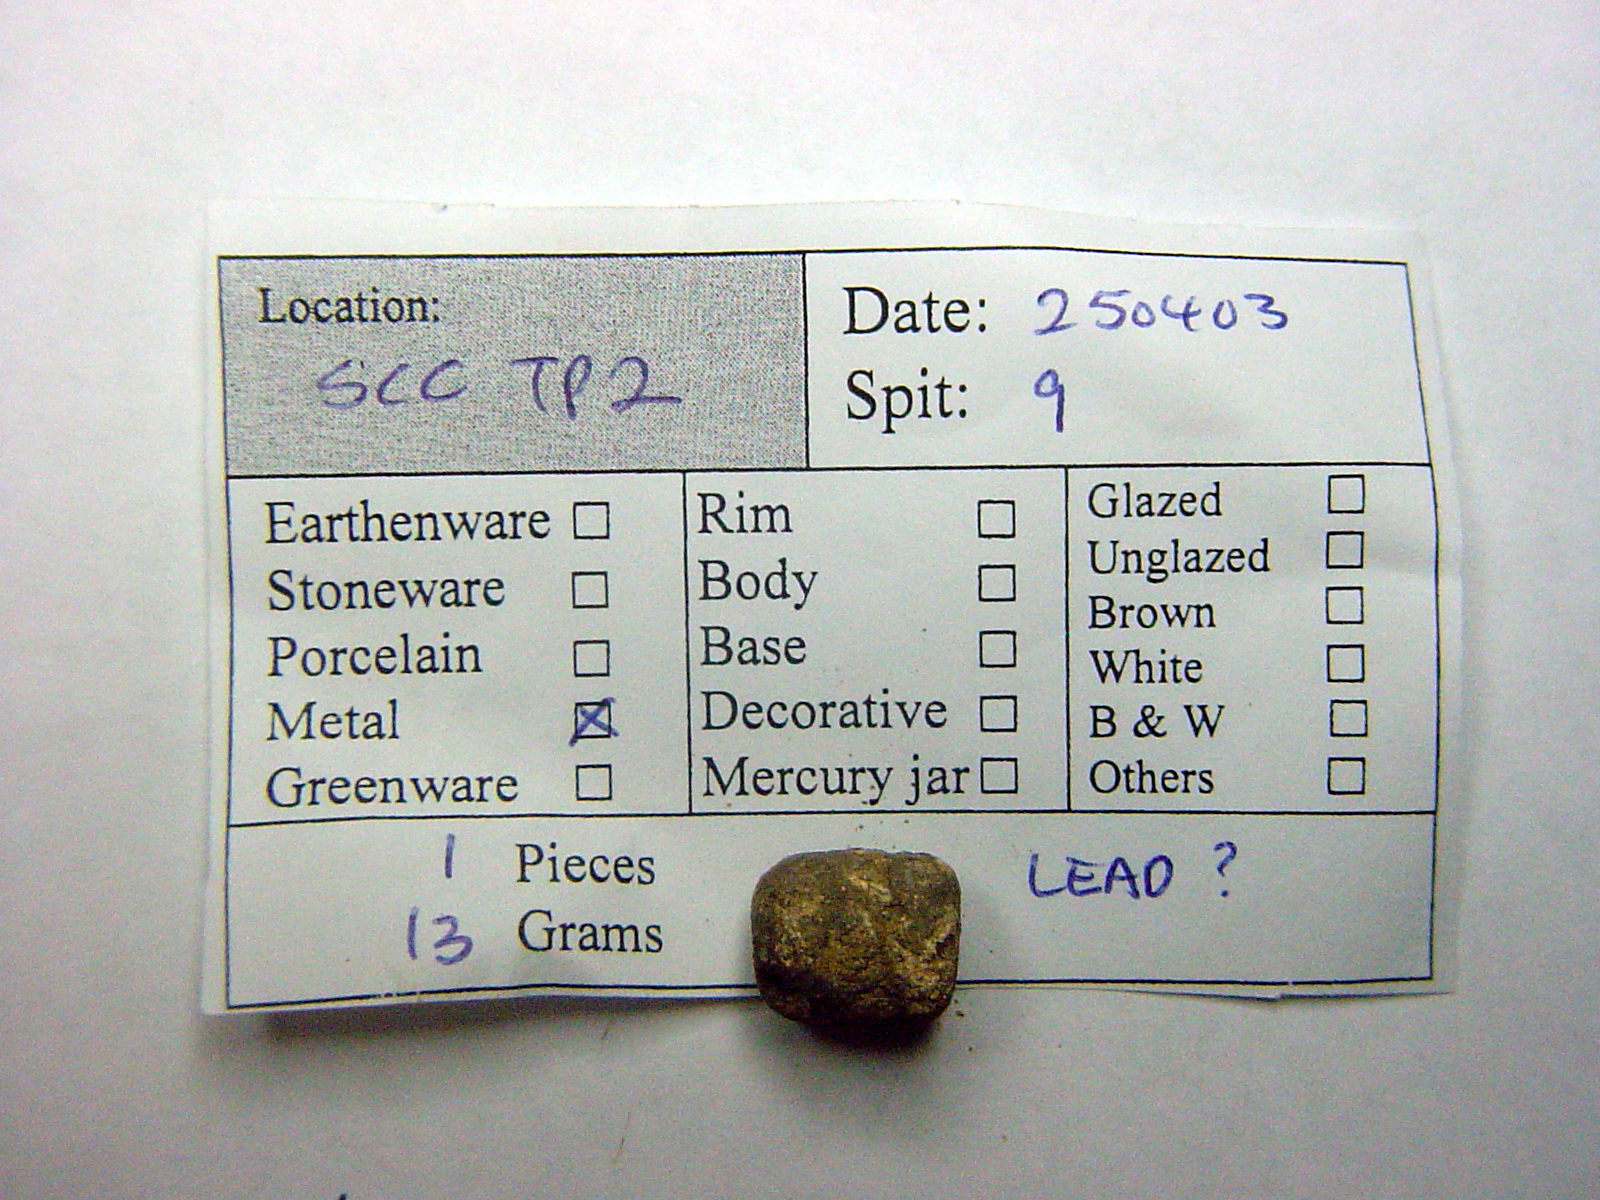 Location:
SCC TP2
Date: 250403
Spit: 9
Earthenware
Stoneware
Porcelain
Metal
Greenware
Rim
Body
Base
Decorative
Mercury jar
Glazed
Unglazed
Brown
White
B & W
Others
1 Pieces
13 Grams
LEAD ?